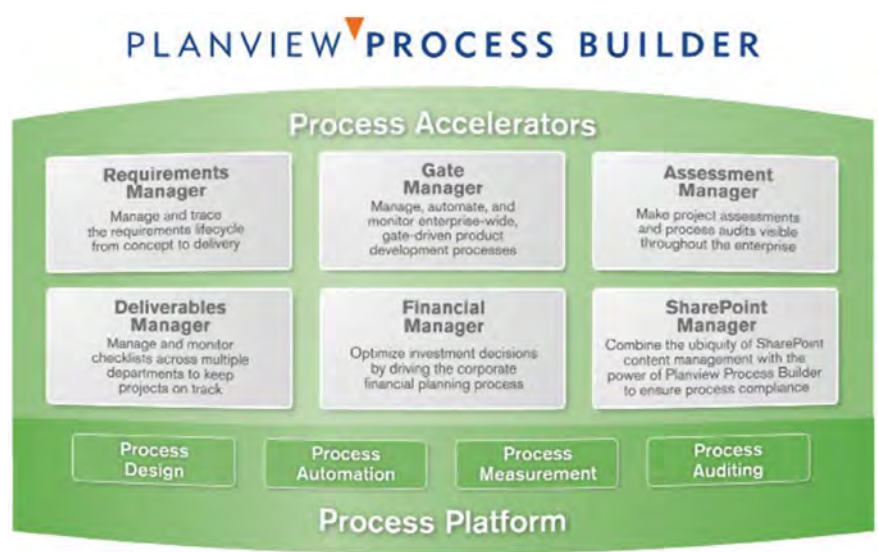 PLANVIEW PROCESS BUILDER
Process Accelerators
Requirements
Manager
Manage and trace
the requirements lifecycle
from concept to delivery
Gate
Manager
Manage, automate, and
monitor enterprise-wide,
gate-driven product
development processes
Assessment
Manager
Make project assessments
and process audits visible
throughout the enterprise
Deliverables
Manager
Manage and monitor
checklists across multiple
departments to keep
projects on track
Financial
Manager
Optimize investment decisions
by driving the corporate
financial planning process
SharePoint
Manager
Combine the ubiquity of SharePoint
content management with the
power of Planview Process Builder
to ensure process compliance
Process
Design
Process
Automation
Process
Measurement
Process
Auditing
Process Platform